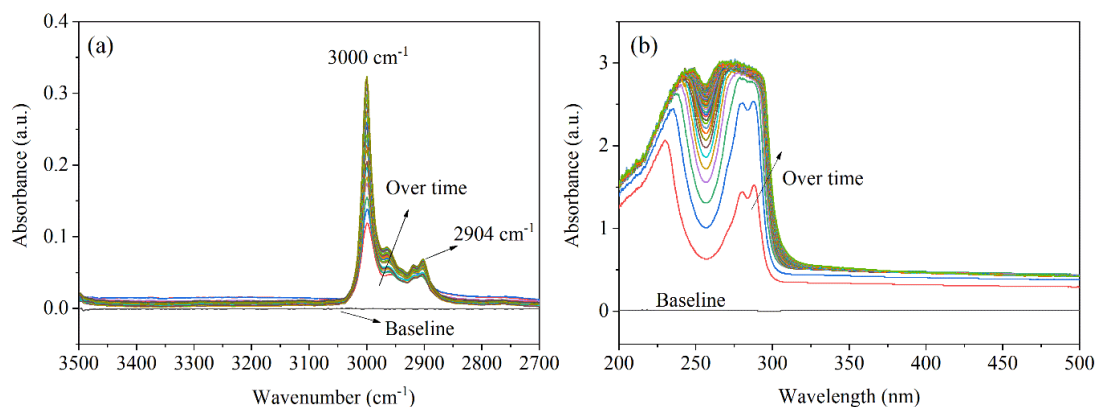 (a)
3000 cm⁻¹
Over time
2904 cm⁻¹
Baseline
Absorbance (a.u.)
0.4
0.3
0.2
0.1
0.0
3500 3400 3300 3200 3100 3000 2900 2800 2700
Wavenumber (cm⁻¹)
(b)
Over time
Baseline
Absorbance (a.u.)
3
2
1
0
200 250 300 350 400 450 500
Wavelength (nm)